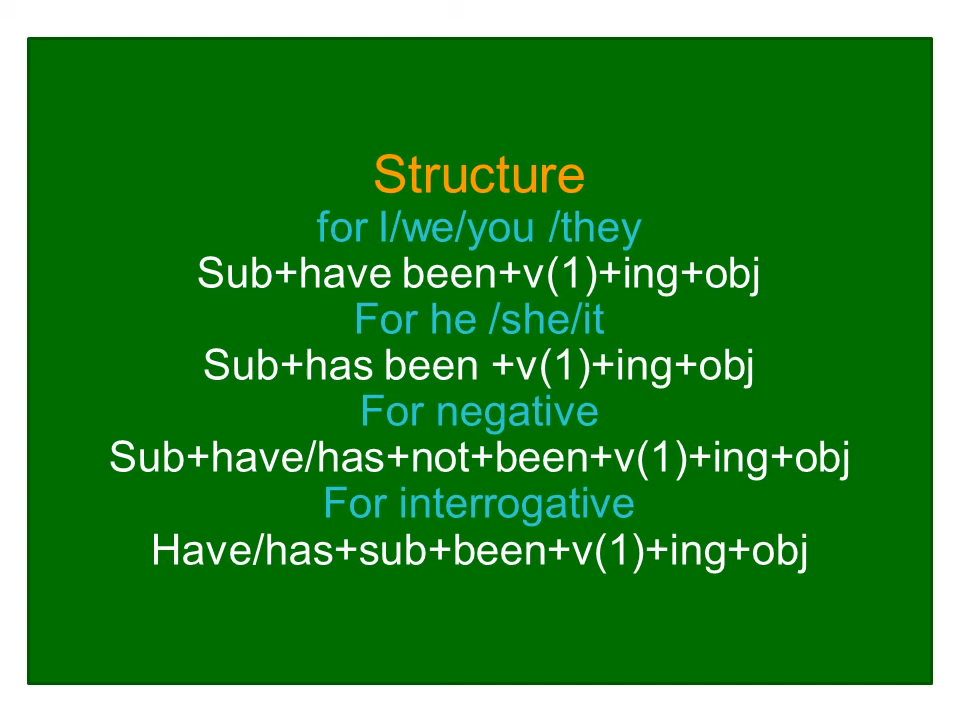 Structure
for I/we/you /they
Sub+have been+v(1)+ing+obj
For he /she/it
Sub+has been +v(1)+ing+obj
For negative
Sub+have/has+not+been+v(1)+ing+obj
For interrogative
Have/has+sub+been+v(1)+ing+obj